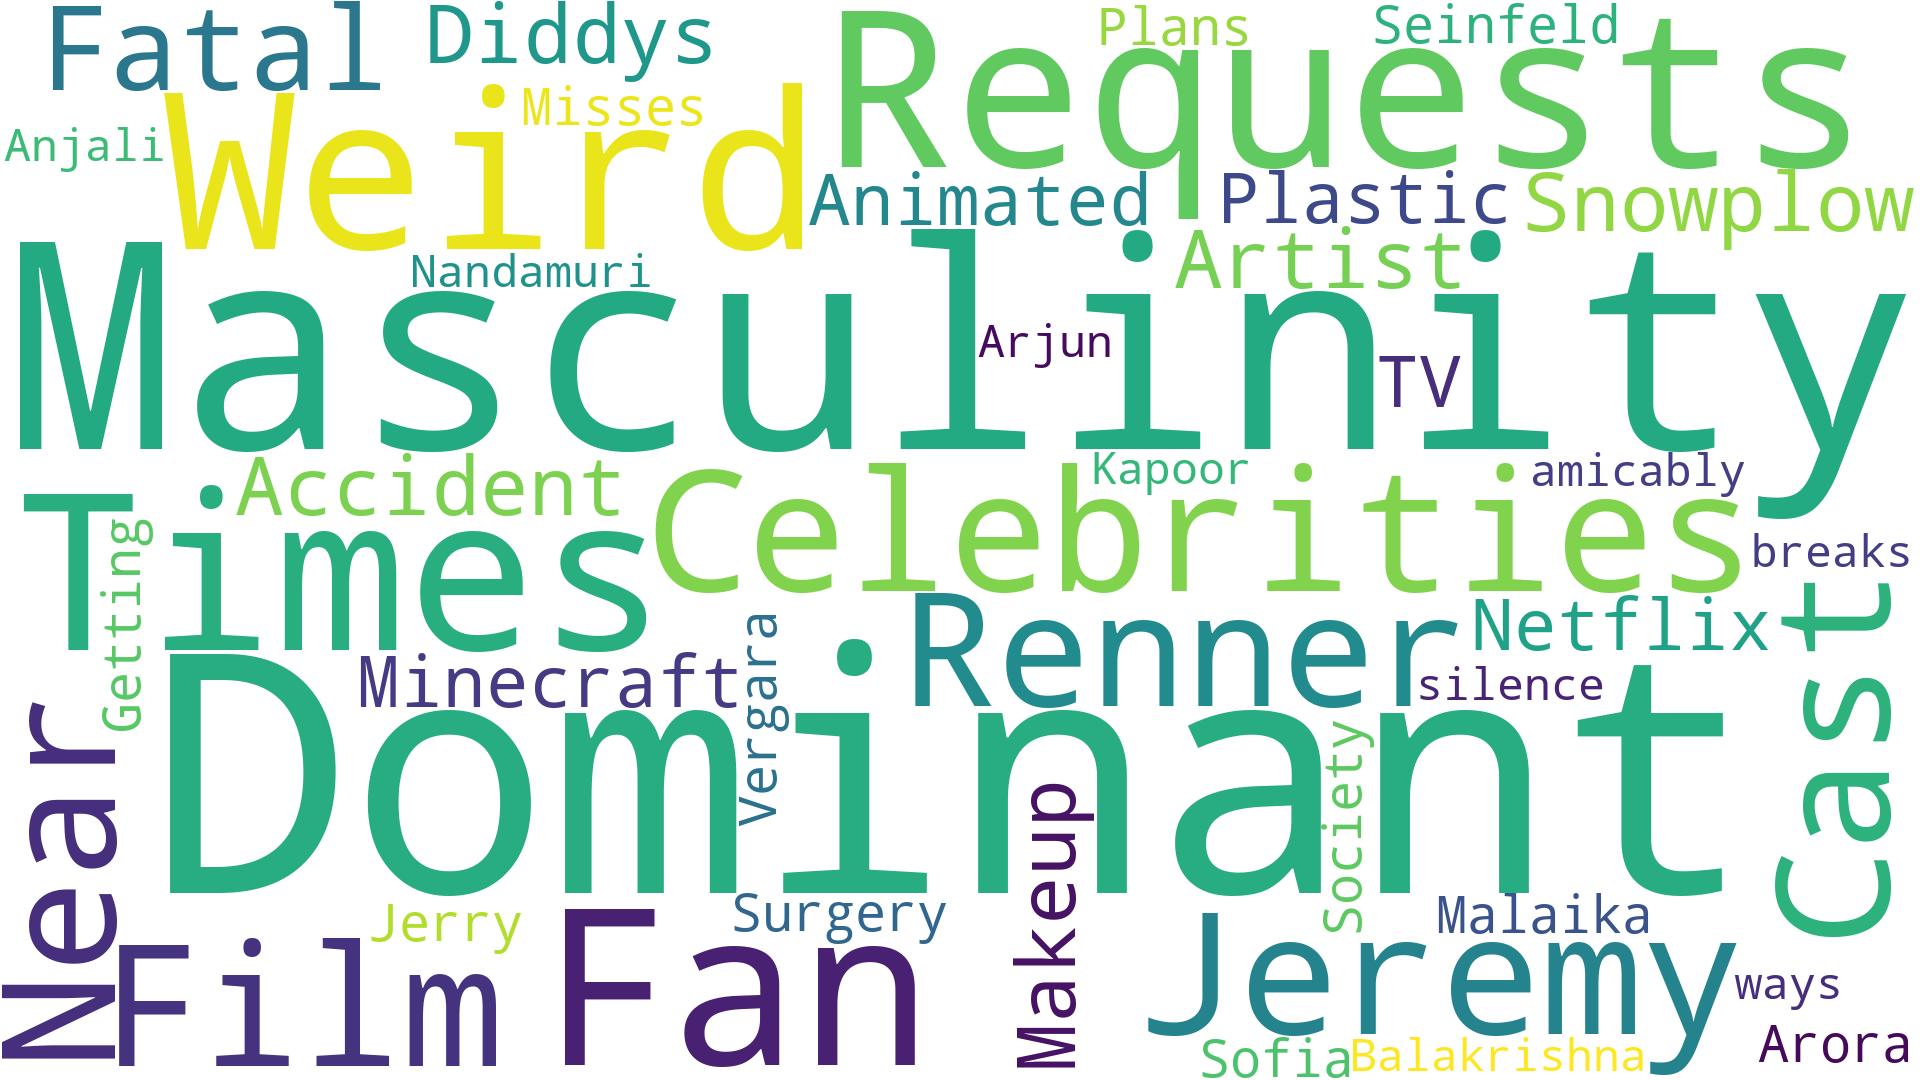 Fatal
Diddys
Requests
Plans
Seinfeld
Weird
Misses
Anjali
Animated
Plastic
Snowplow
Masculinity
Nandamuri
Artist
Arjun
TV
Accident
Celebrities
Kapoor
amicably
Times
Getting
breaks
Cast
Renner
Netflix
Minecraft
Vergara
silence
Dominant
Near
Society
Makeup
Jerry
Surgery
Malaika
Film
Fan
Jeremy
ways
Sofia
Balakrishna
Arora